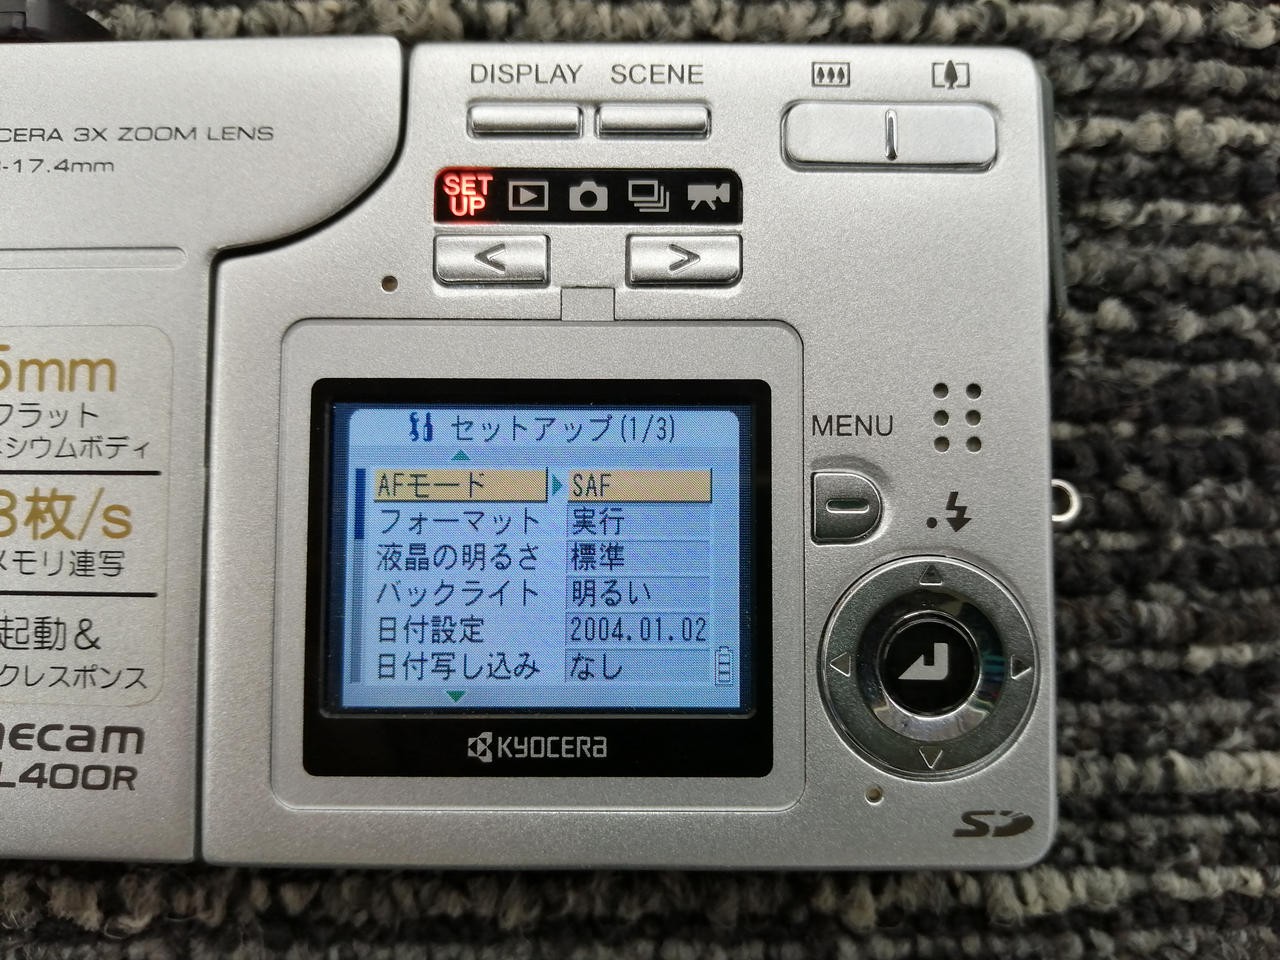 CERA 3X ZOOM LENS
-17.4mm
5mm
フラット
シウムボディ
3枚/s
メモリ連写
起動&
クレスポンス
ecam
L400R
DISPLAY SCENE
SET
UP
< >
セットアップ(1/3)
AFモード SAF
フォーマット 実行
液晶の明るさ 標準
バックライト 明るい
日付設定 2004.01.02
日付写し込み なし
KYOCERA
MENU
SD